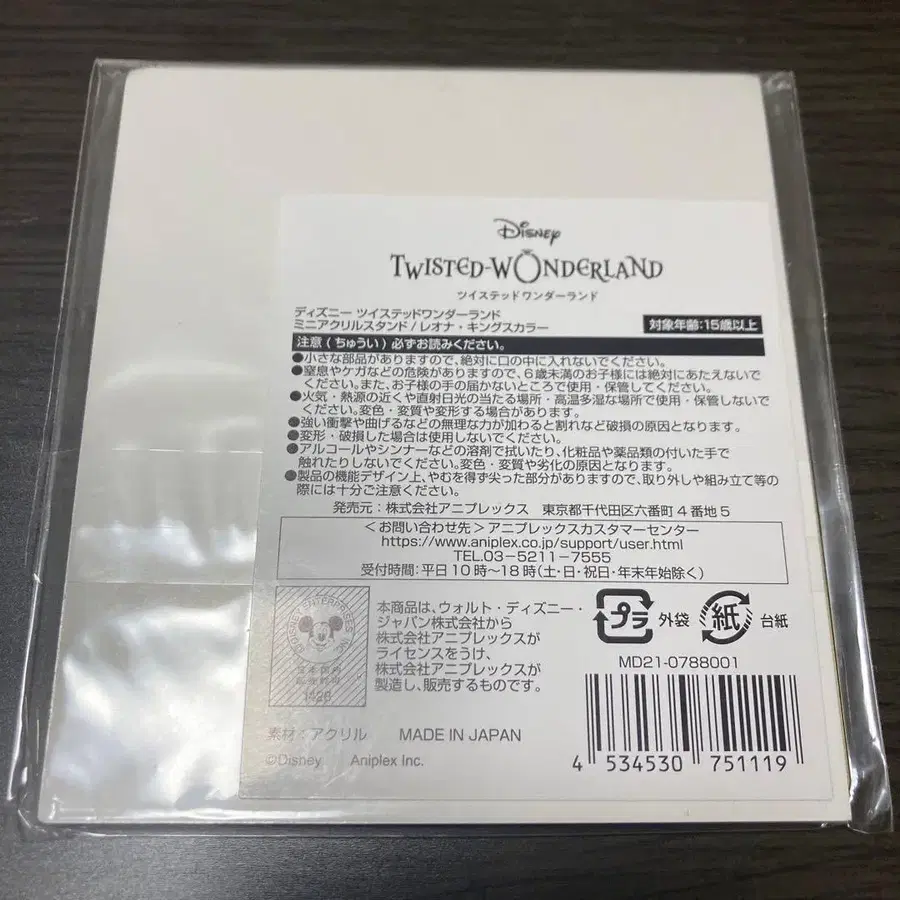 Disney
TWISTED-WONDERLAND
ツイステッドワンダーランド
ディズニー ツイステッドワンダーランド
ミニアクリルスタンド / レオナ・キングスカラー
対象年齢:15歳以上
注意 ( ちゅうい ) 必ずお読みください。
●小さな部品がありますので、絶対に口の中に入れないでください。
●窒息やケガなどの危険がありますので、6歳未満のお子様には絶対にあたえないで
ください。また、お子様の手の届かないところで使用・保管してください。
●火気・熱源の近くや直射日光の当たる場所・高温多湿な場所で使用・保管しないで
ください。変色・変質や変形する場合があります。
●強い衝撃や曲げるなどの無理な力が加わると割れなど破損の原因となります。
●変形・破損した場合は使用しないでください。
●アルコールやシンナーなどの溶剤で拭いたり、化粧品や薬品類の付いた手で
触れたりしないでください。変色・変質や劣化の原因となります。
●製品の機能デザイン上、やむを得ず尖った部分がありますので、取り外しや組み立て等の
際には十分ご注意ください。
発売元:株式会社アニプレックス 東京都千代田区六番町4番地5
<お問い合わせ先>アニプレックスカスタマーセンター
https://www.aniplex.co.jp/support/user.html
TEL.03-5211-7555
受付時間:平日10時〜18時(土・日・祝日・年末年始除く)
本商品は、ウォルト・ディズニー・
ジャパン株式会社から
株式会社アニプレックスが
ライセンスをうけ、
株式会社アニプレックスが
製造し、販売するものです。
プラ 外袋 紙 台紙
MD21-0788001
素材:アクリル MADE IN JAPAN
©Disney Aniplex Inc.
4 534530 751119